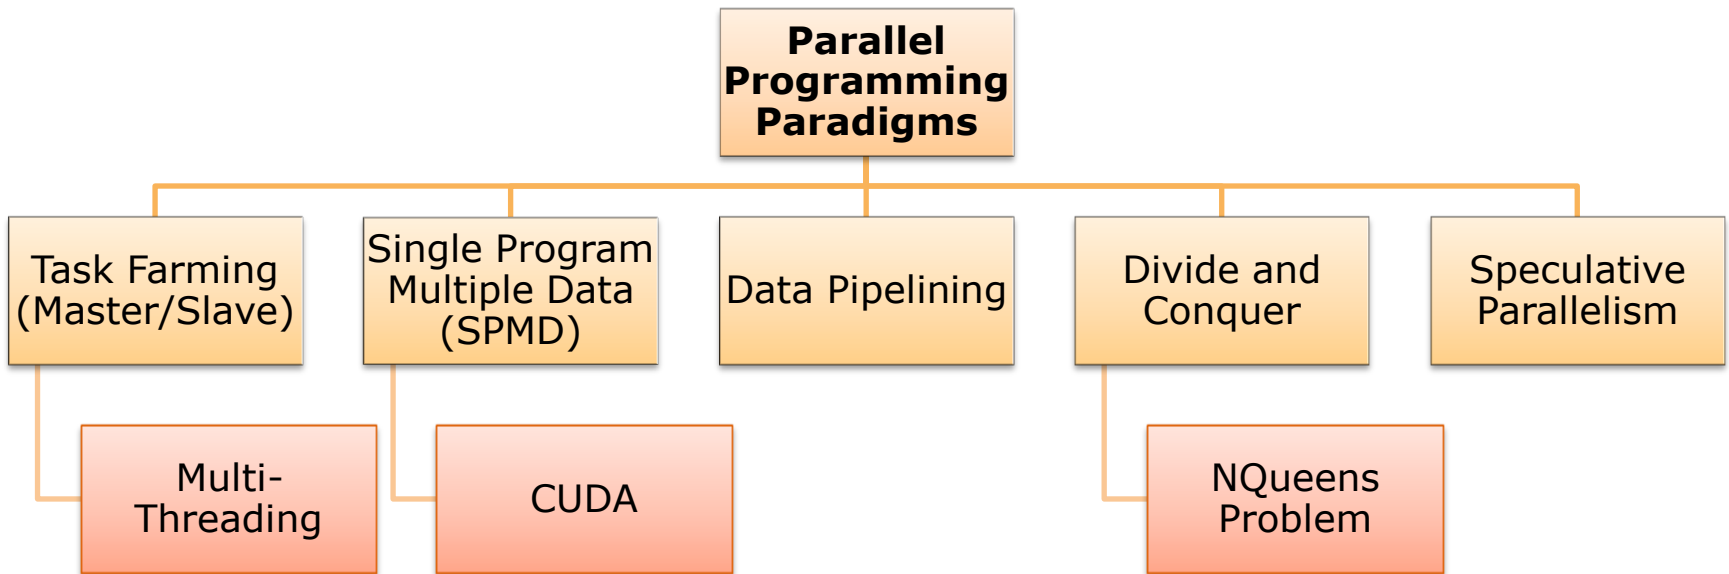 Parallel
Programming
Paradigms
Task Farming
(Master/Slave)
Single Program
Multiple Data
(SPMD)
Data Pipelining
Divide and
Conquer
Speculative
Parallelism
Multi-
Threading
CUDA
NQueens
Problem